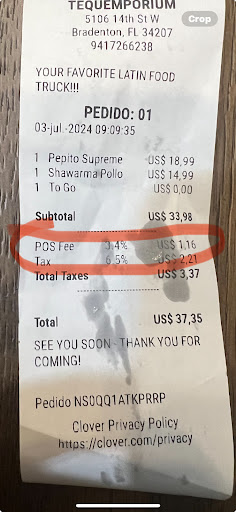 TEQUEMPORIUM
Crop
5106 14th St W
Bradenton, FL 34207
9417266238
YOUR FAVORITE LATIN FOOD
TRUCK!!!
PEDIDO: 01
03-jul.-2024 09:09:35
1 Pepito Supreme US$ 18,99
1 Shawarma Pollo US$ 14,99
1 To Go US$ 0,00
Subtotal US$ 33,98
POS Fee 3.4% US$ 1,16
Tax 6.5% US$ 2,21
Total Taxes US$ 3,37
Total US$ 37,35
SEE YOU SOON - THANK YOU FOR
COMING!
Pedido NS0QQ1ATKPRRP
Clover Privacy Policy
https://clover.com/privacy